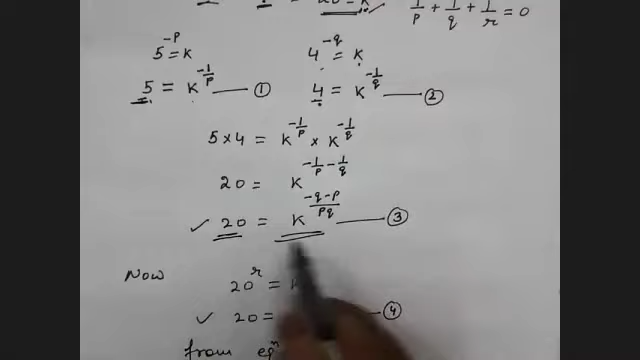 1/p + 1/q + 1/r = 0
5^-p = k 4^-q = k
5 = k^-1/p —— ① 4 = k^-1/q —— ②
5 × 4 = k^-1/p × k^-1/q
20 = k^-1/p - 1/q
✓ 20 = k^(-q-p)/pq —— ③
Now 20^r = k
✓ 20 = —— ④
from eqn